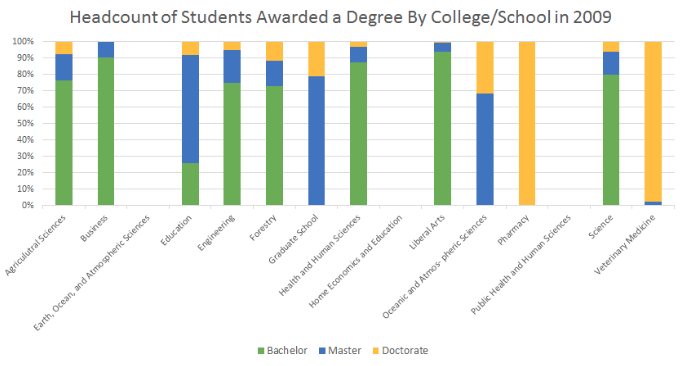 Headcount of Students Awarded a Degree By College/School in 2009
100%
90%
80%
70%
60%
50%
40%
30%
20%
10%
0%
Agriculutral Sciences
Business
Earth, Ocean, and Atmospheric Sciences
Education
Engineering
Forestry
Graduate School
Health and Human Sciences
Home Economics and Education
Liberal Arts
Oceanic and Atmos- pheric Sciences
Pharmacy
Public Health and Human Sciences
Science
Veterinary Medicine
Bachelor Master Doctorate